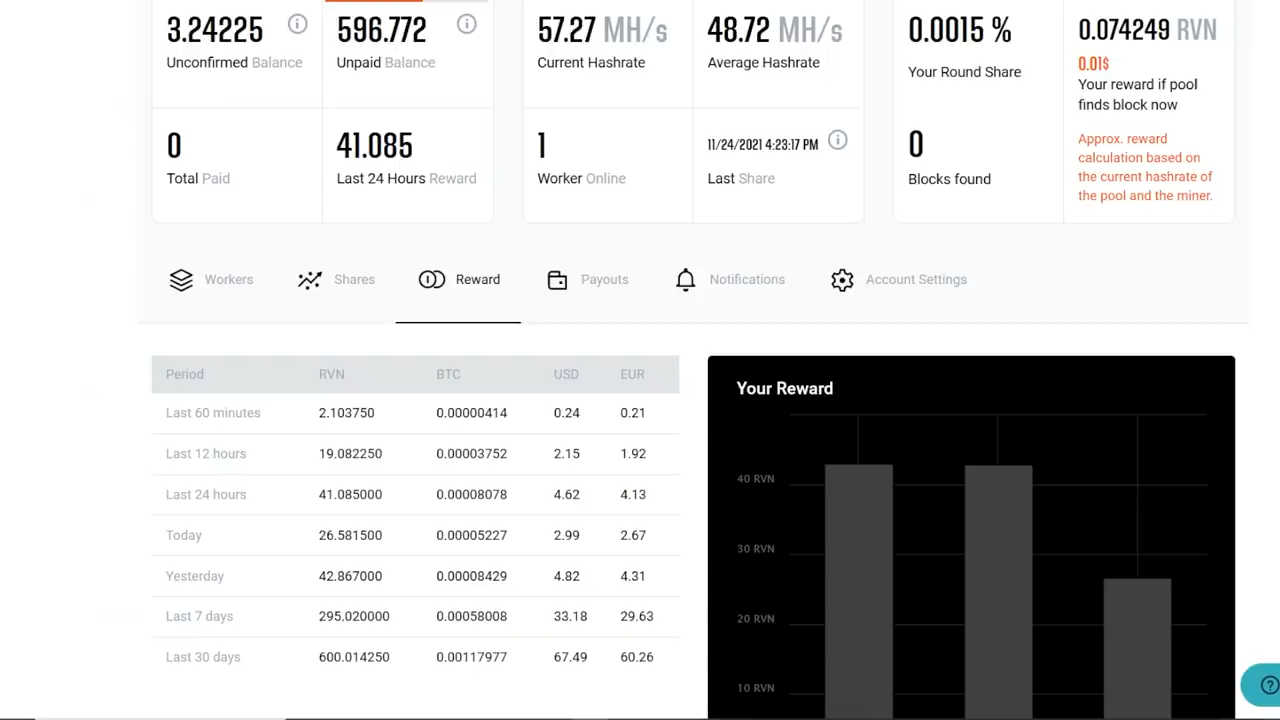 3.24225
Unconfirmed Balance
596.772
Unpaid Balance
57.27 MH/s
Current Hashrate
48.72 MH/s
Average Hashrate
0.0015 %
Your Round Share
0.074249 RVN
0.01$
Your reward if pool
finds block now
Approx. reward
calculation based on
the current hashrate of
the pool and the miner.
0
Total Paid
41.085
Last 24 Hours Reward
1
Worker Online
11/24/2021 4:23:17 PM
Last Share
0
Blocks found
Workers
Shares
Reward
Payouts
Notifications
Account Settings
Period RVN BTC USD EUR
Last 60 minutes 2.103750 0.00000414 0.24 0.21
Last 12 hours 19.082250 0.00003752 2.15 1.92
Last 24 hours 41.085000 0.00008078 4.62 4.13
Today 26.581500 0.00005227 2.99 2.67
Yesterday 42.867000 0.00008429 4.82 4.31
Last 7 days 295.020000 0.00058008 33.18 29.63
Last 30 days 600.014250 0.00117977 67.49 60.26
Your Reward
40 RVN
30 RVN
20 RVN
10 RVN